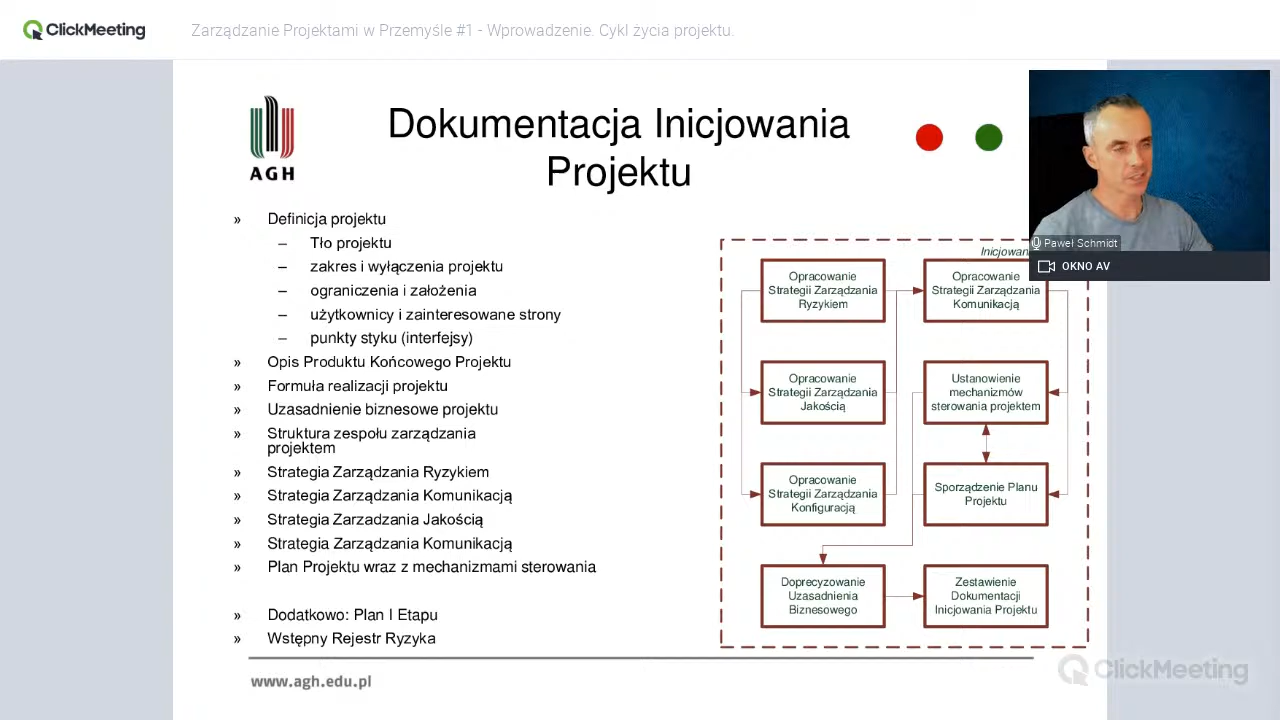 ClickMeeting
Zarządzanie Projektami w Przemyśle #1 - Wprowadzenie. Cykl życia projektu.
AGH
Dokumentacja Inicjowania
Projektu
Paweł Schmidt
OKNO AV
» Definicja projektu
– Tło projektu
– zakres i wyłączenia projektu
– ograniczenia i założenia
– użytkownicy i zainteresowane strony
– punkty styku (interfejsy)
» Opis Produktu Końcowego Projektu
» Formuła realizacji projektu
» Uzasadnienie biznesowe projektu
» Struktura zespołu zarządzania
projektem
» Strategia Zarządzania Ryzykiem
» Strategia Zarządzania Komunikacją
» Strategia Zarzadzania Jakością
» Strategia Zarządzania Komunikacją
» Plan Projektu wraz z mechanizmami sterowania
» Dodatkowo: Plan I Etapu
» Wstępny Rejestr Ryzyka
Opracowanie
Strategii Zarządzania
Ryzykiem
Opracowanie
Strategii Zarządzania
Komunikacją
Opracowanie
Strategii Zarządzania
Jakością
Ustanowienie
mechanizmów
sterowania projektem
Opracowanie
Strategii Zarządzania
Konfiguracją
Sporządzenie Planu
Projektu
Doprecyzowanie
Uzasadnienia
Biznesowego
Zestawienie
Dokumentacji
Inicjowania Projektu
www.agh.edu.pl
ClickMeeting